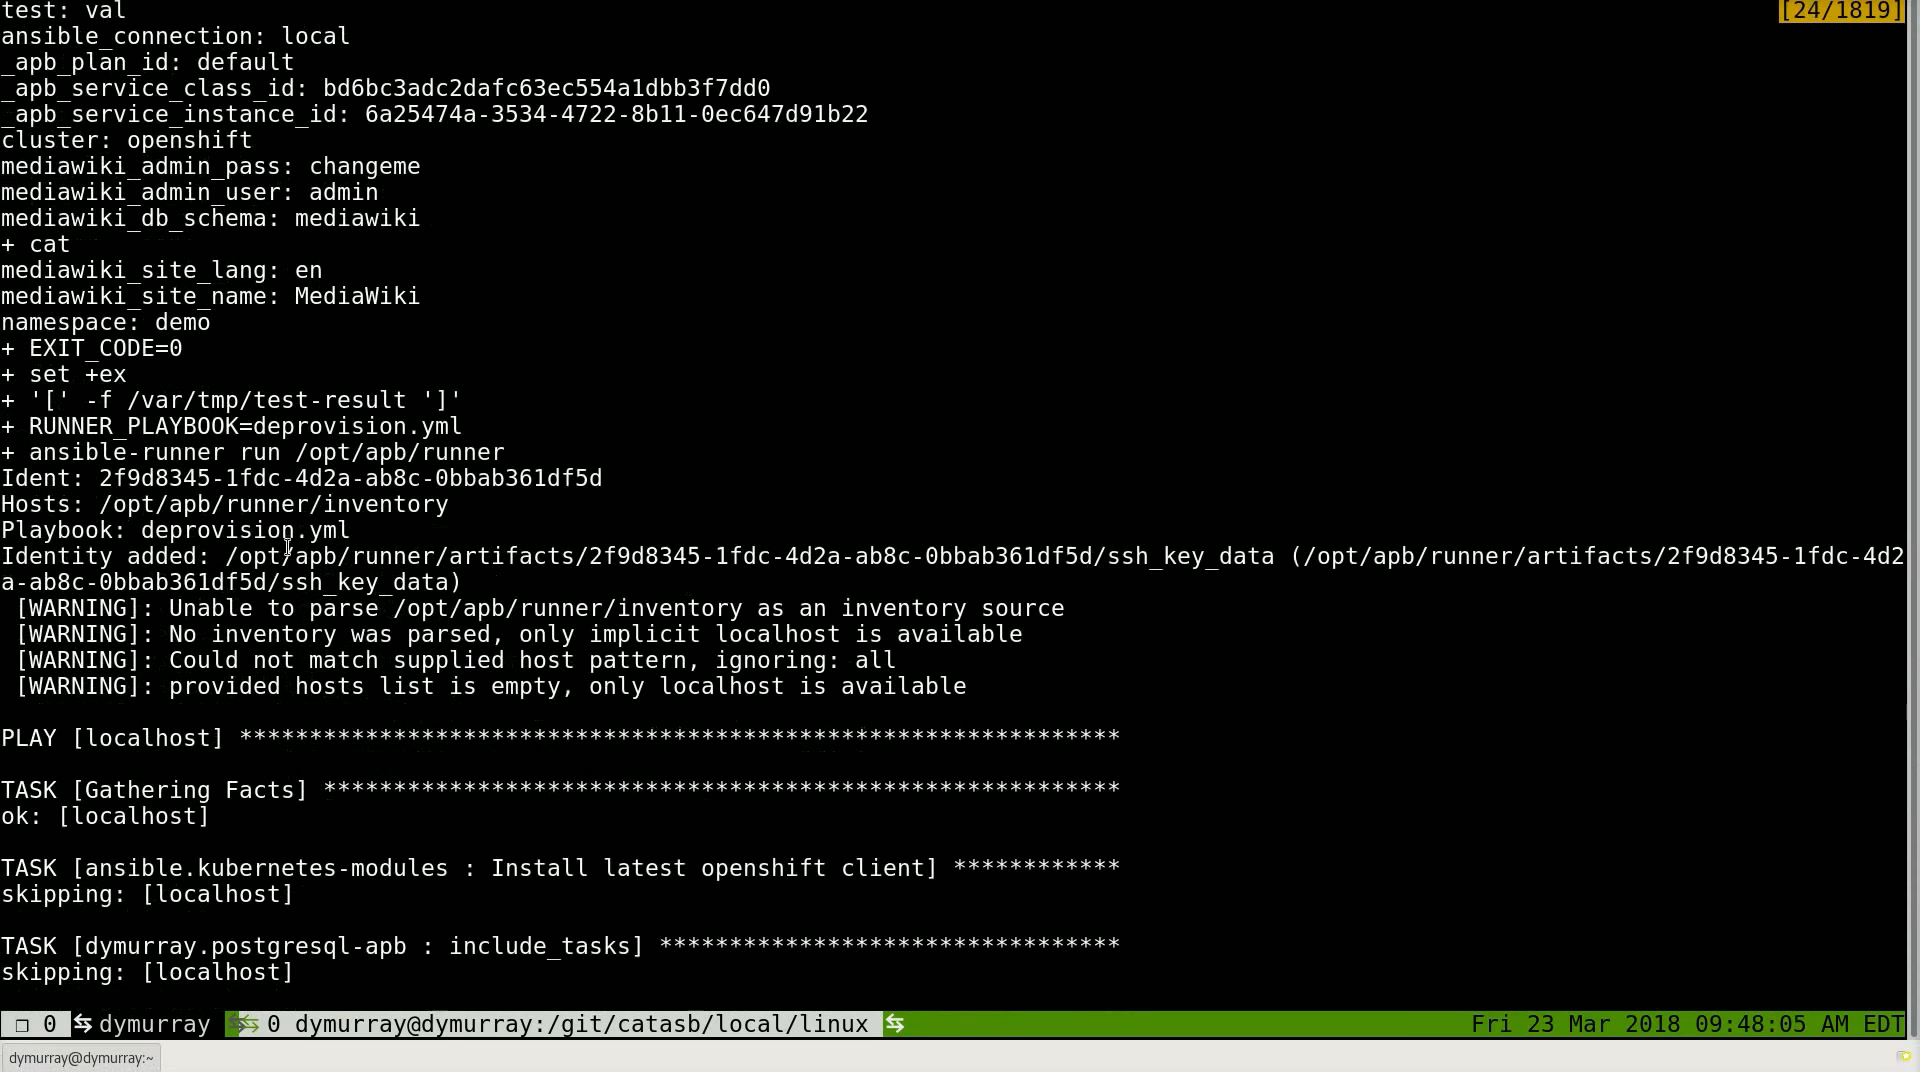 test: val
[24/1819]
ansible_connection: local
_apb_plan_id: default
_apb_service_class_id: bd6bc3adc2dafc63ec554a1dbb3f7dd0
_apb_service_instance_id: 6a25474a-3534-4722-8b11-0ec647d91b22
cluster: openshift
mediawiki_admin_pass: changeme
mediawiki_admin_user: admin
mediawiki_db_schema: mediawiki
+ cat
mediawiki_site_lang: en
mediawiki_site_name: MediaWiki
namespace: demo
+ EXIT_CODE=0
+ set +ex
+ '[' -f /var/tmp/test-result ']'
+ RUNNER_PLAYBOOK=deprovision.yml
+ ansible-runner run /opt/apb/runner
Ident: 2f9d8345-1fdc-4d2a-ab8c-0bbab361df5d
Hosts: /opt/apb/runner/inventory
Playbook: deprovision.yml
Identity added: /opt/apb/runner/artifacts/2f9d8345-1fdc-4d2a-ab8c-0bbab361df5d/ssh_key_data (/opt/apb/runner/artifacts/2f9d8345-1fdc-4d2
a-ab8c-0bbab361df5d/ssh_key_data)
 [WARNING]: Unable to parse /opt/apb/runner/inventory as an inventory source
 [WARNING]: No inventory was parsed, only implicit localhost is available
 [WARNING]: Could not match supplied host pattern, ignoring: all
 [WARNING]: provided hosts list is empty, only localhost is available
PLAY [localhost] ***************************************************************
TASK [Gathering Facts] *********************************************************
ok: [localhost]
TASK [ansible.kubernetes-modules : Install latest openshift client] ************
skipping: [localhost]
TASK [dymurray.postgresql-apb : include_tasks] *********************************
skipping: [localhost]
❐ 0 ⇆ dymurray ⇆ 0 dymurray@dymurray:/git/catasb/local/linux ⇆ Fri 23 Mar 2018 09:48:05 AM EDT
dymurray@dymurray:~